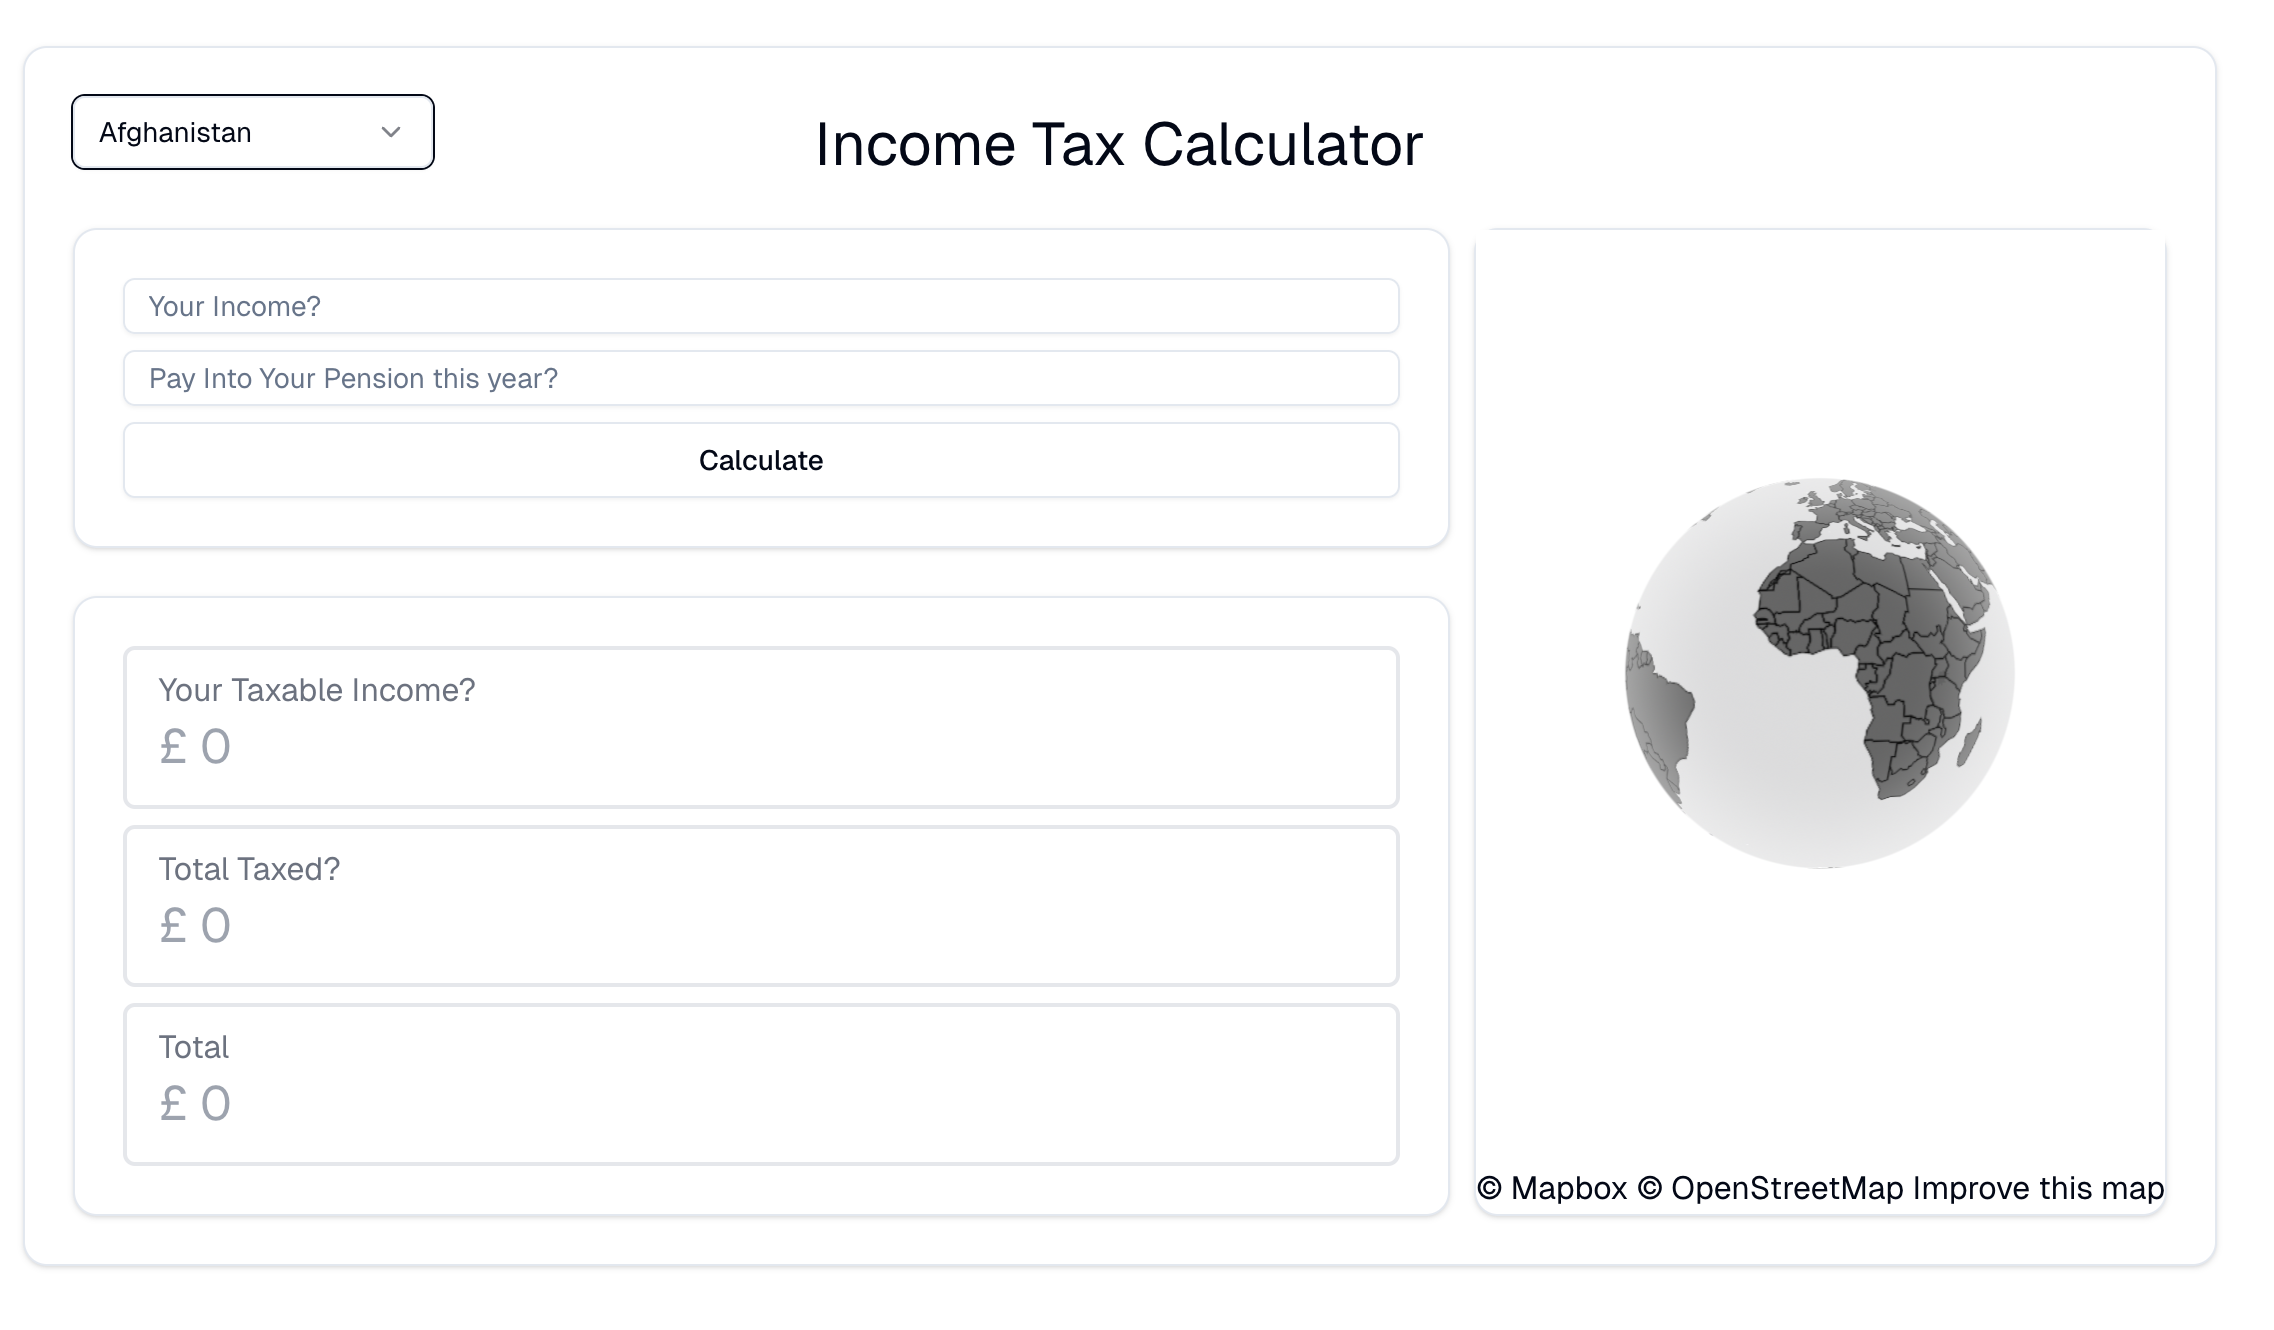 Afghanistan
Income Tax Calculator
Your Income?
Pay Into Your Pension this year?
Calculate
Your Taxable Income?
£ 0
Total Taxed?
£ 0
Total
£ 0
© Mapbox © OpenStreetMap Improve this map